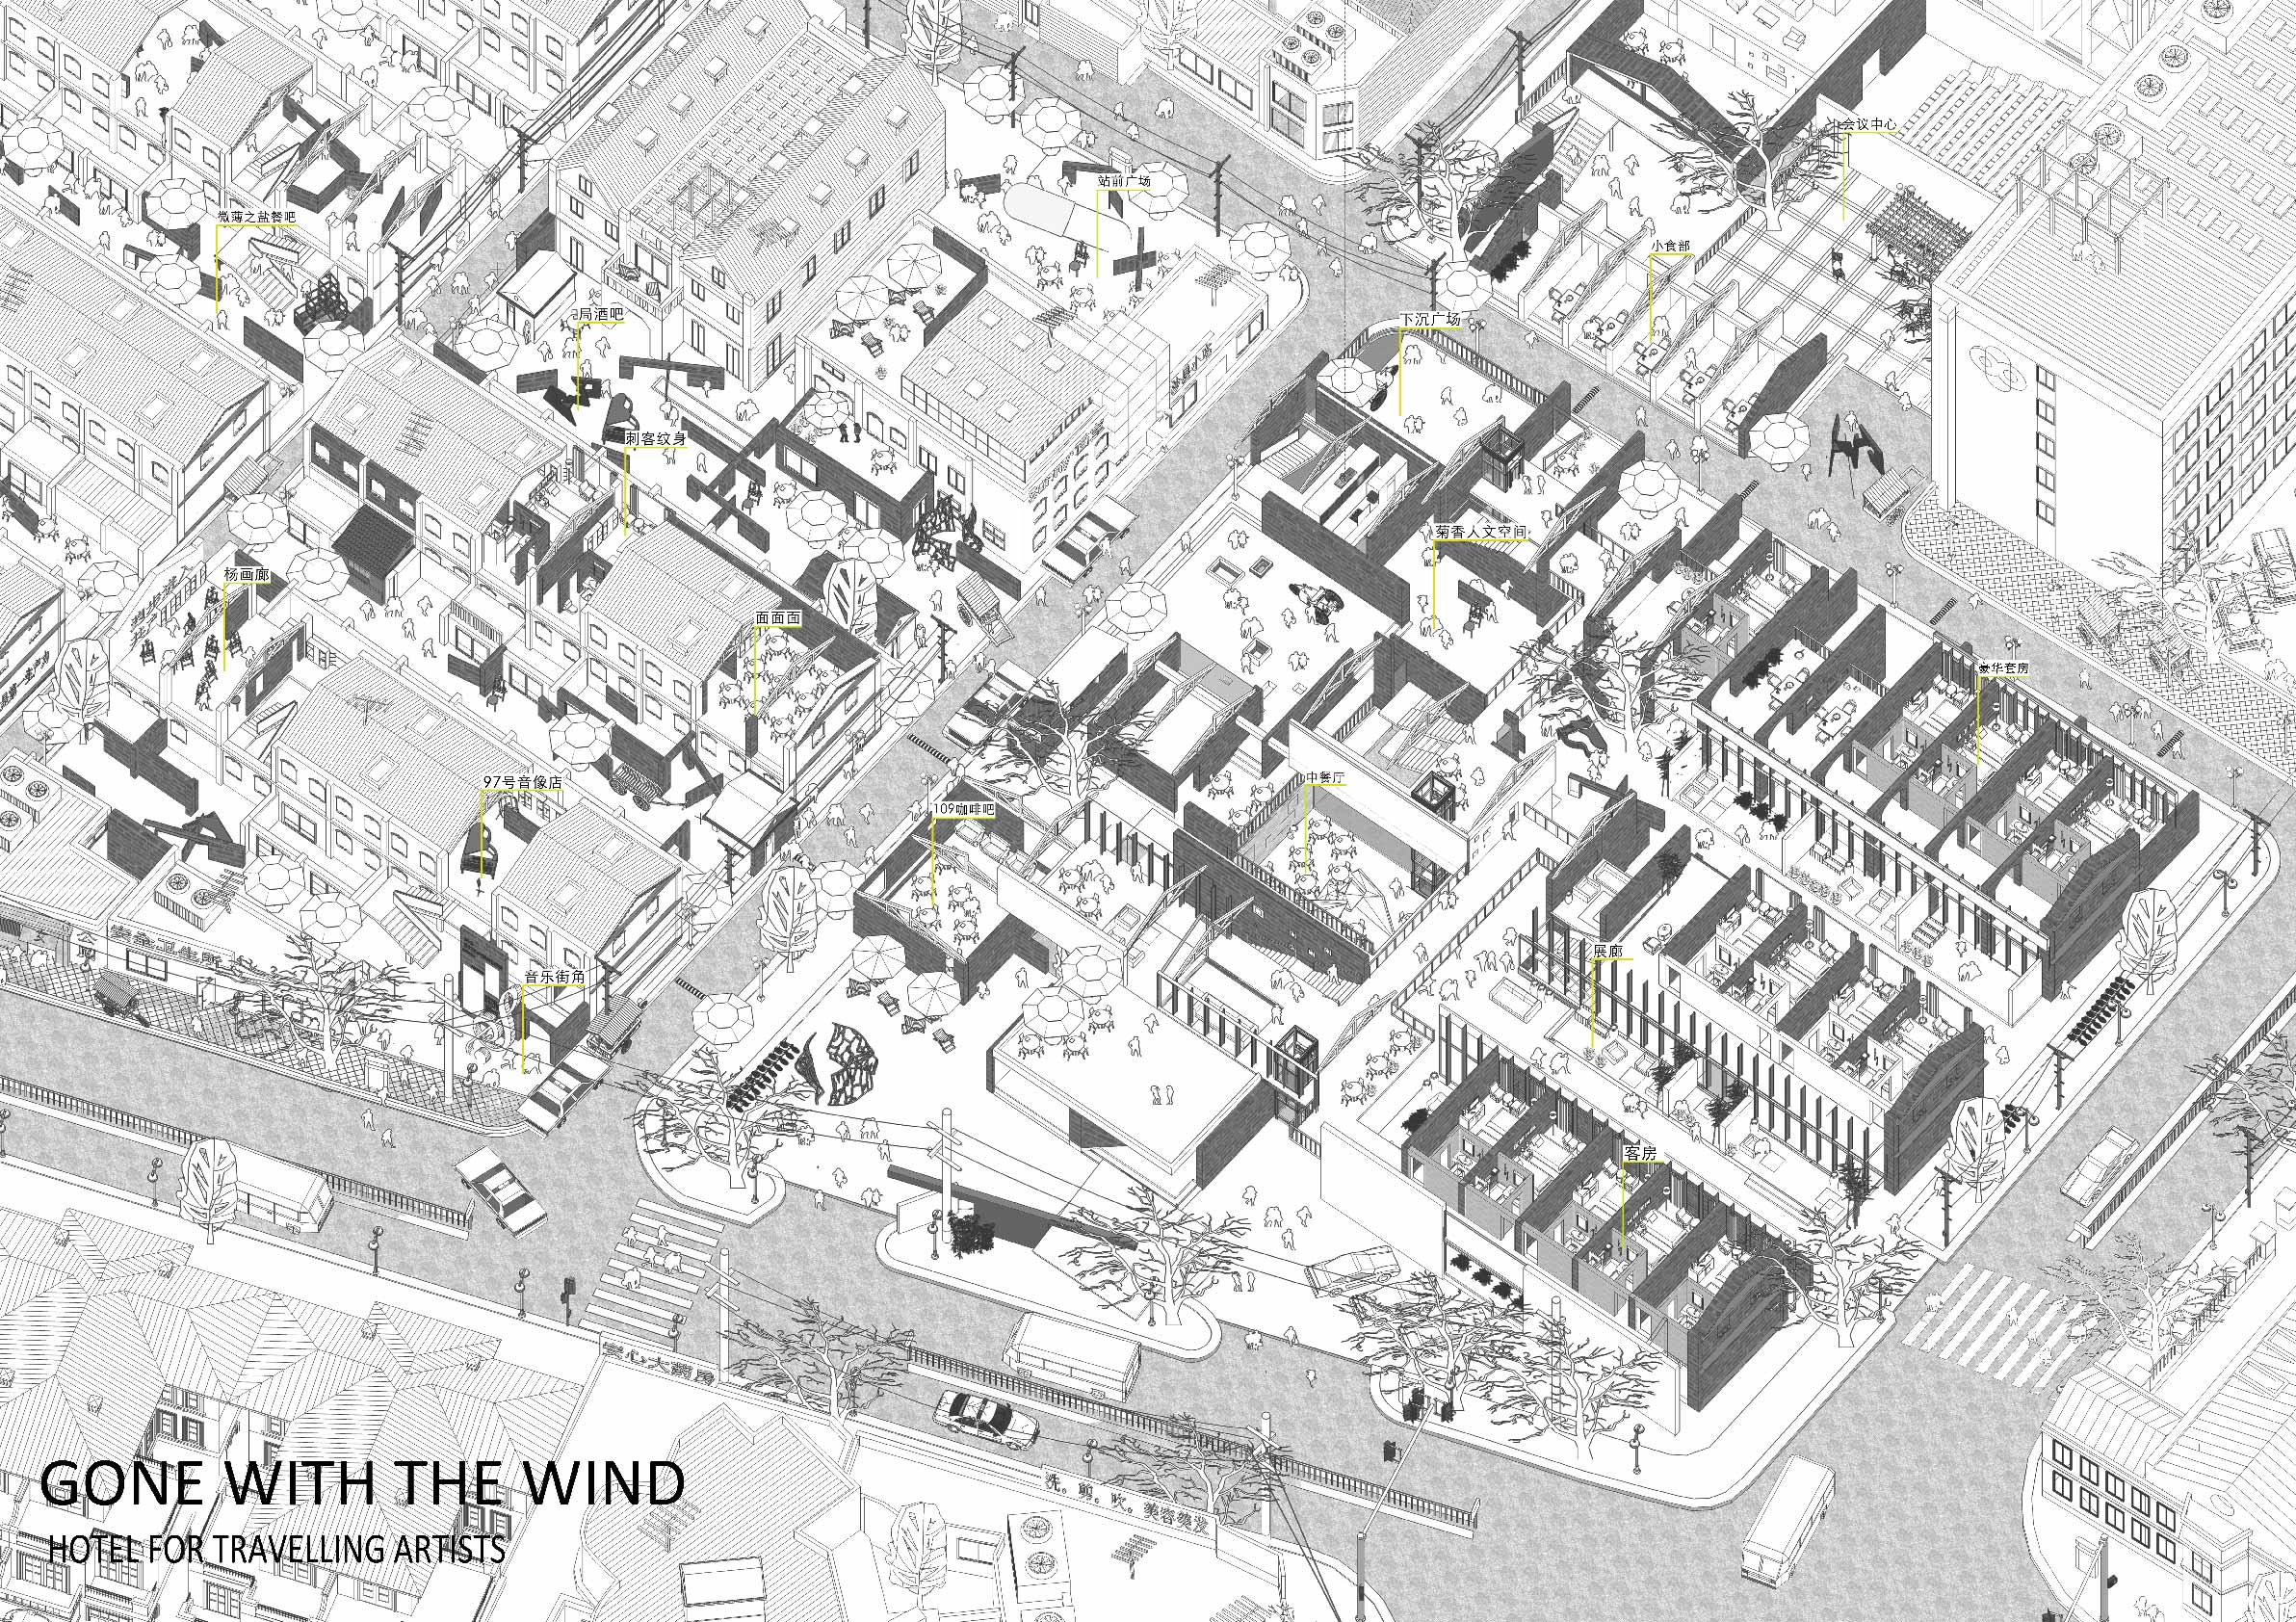 会议中心
站前广场
微薄之盐餐吧
小食部
局酒吧
下沉广场
刺客纹身
菊香人文空间
杨画廊
面面面
豪华套房
97号音像店
中餐厅
109咖啡吧
展廊
音乐街角
客房
洗。剪。吹。美容美发
GONE WITH THE WIND
HOTEL FOR TRAVELLING ARTISTS